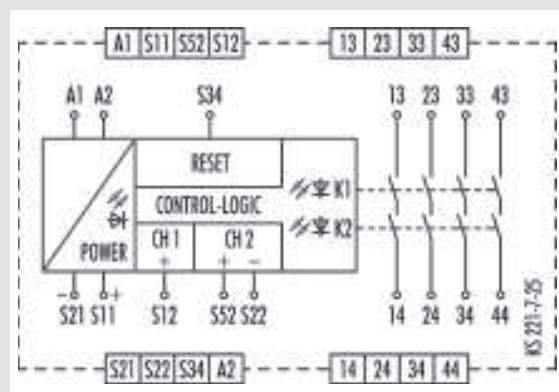 A1 S11 S52 S12 13 23 33 43
A1 A2 S34 13 23 33 43
RESET
K1
CONTROL-LOGIC
K2
POWER
CH 1 CH 2
+ + −
− +
S21 S11 S12 S52 S22 14 24 34 44
KS 221-7-25
S21 S22 S34 A2 14 24 34 44